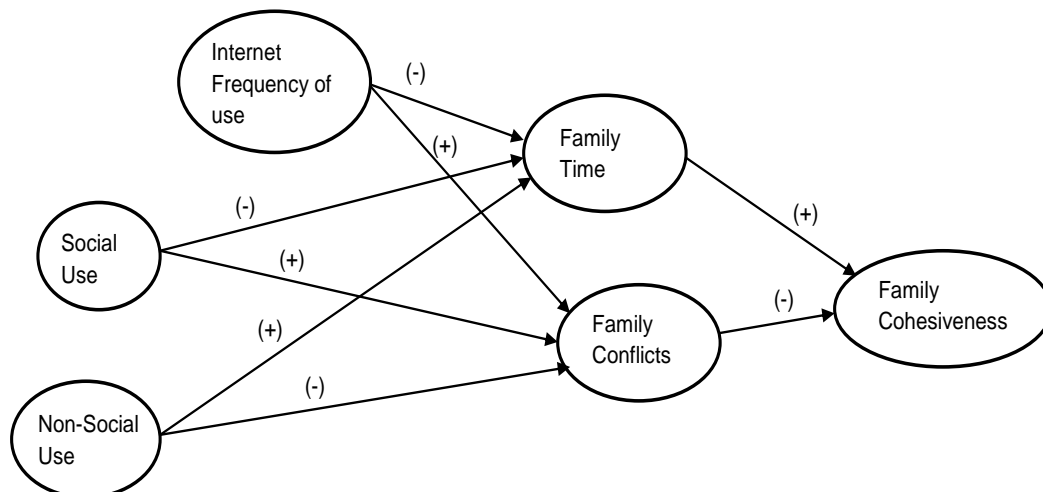 Internet
Frequency of
use
(-)
(+)
Family
Time
(-)
(+)
Social
Use
(+)
(+)
(-)
Family
Conflicts
(-)
Family
Cohesiveness
Non-Social
Use